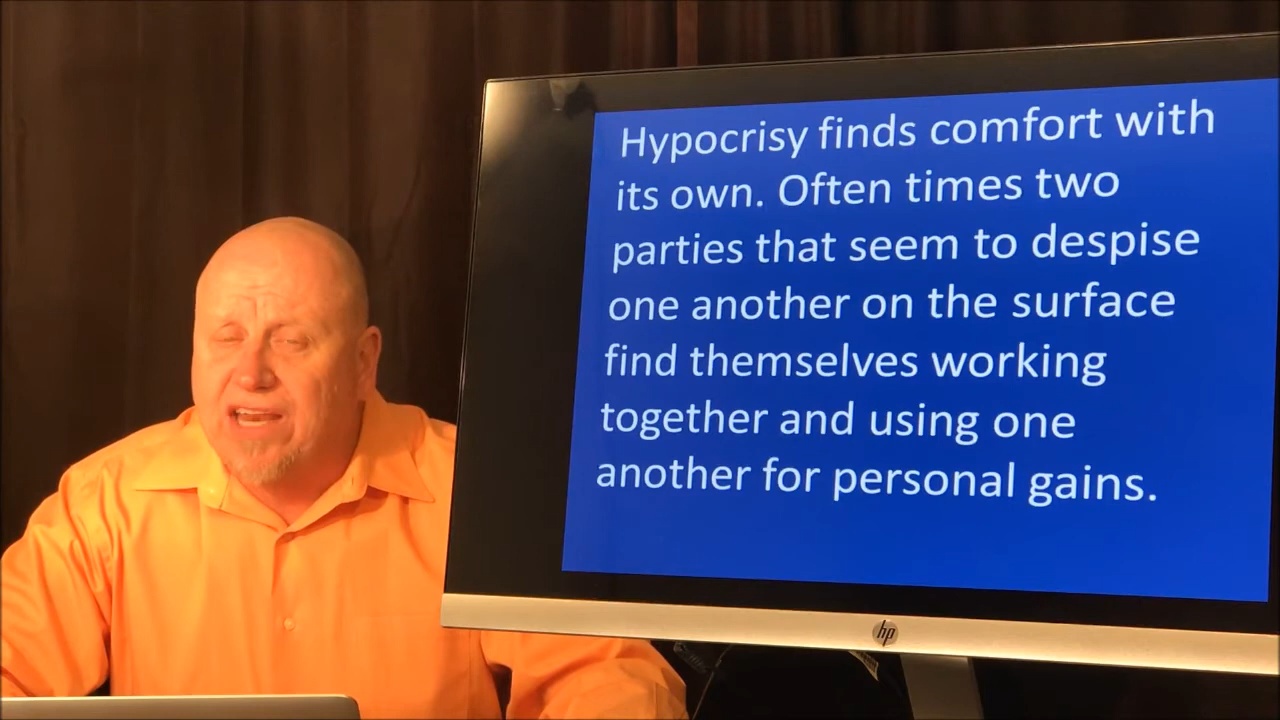 Hypocrisy finds comfort with
its own. Often times two
parties that seem to despise
one another on the surface
find themselves working
together and using one
another for personal gains.
hp